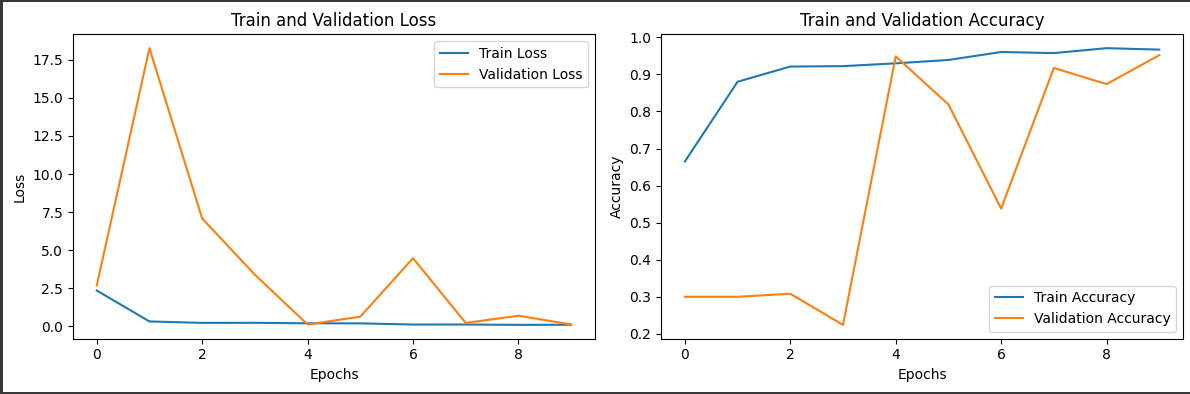 Train and Validation Loss
17.5
15.0
12.5
10.0
7.5
5.0
2.5
0.0
Loss
Train Loss
Validation Loss
0 2 4 6 8
Epochs
Train and Validation Accuracy
1.0
0.9
0.8
0.7
0.6
0.5
0.4
0.3
0.2
Accuracy
Train Accuracy
Validation Accuracy
0 2 4 6 8
Epochs